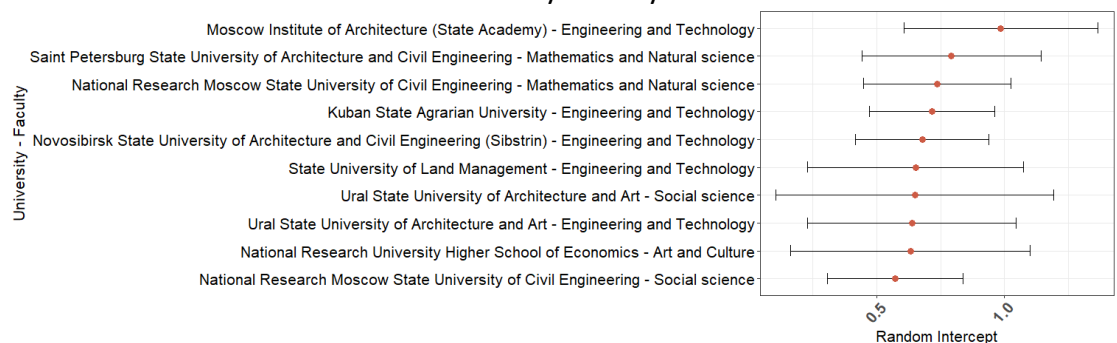 Moscow Institute of Architecture (State Academy) - Engineering and Technology
Saint Petersburg State University of Architecture and Civil Engineering - Mathematics and Natural science
National Research Moscow State University of Civil Engineering - Mathematics and Natural science
Kuban State Agrarian University - Engineering and Technology
Novosibirsk State University of Architecture and Civil Engineering (Sibstrin) - Engineering and Technology
State University of Land Management - Engineering and Technology
Ural State University of Architecture and Art - Social science
Ural State University of Architecture and Art - Engineering and Technology
National Research University Higher School of Economics - Art and Culture
National Research Moscow State University of Civil Engineering - Social science
University - Faculty
0.5
1.0
Random Intercept